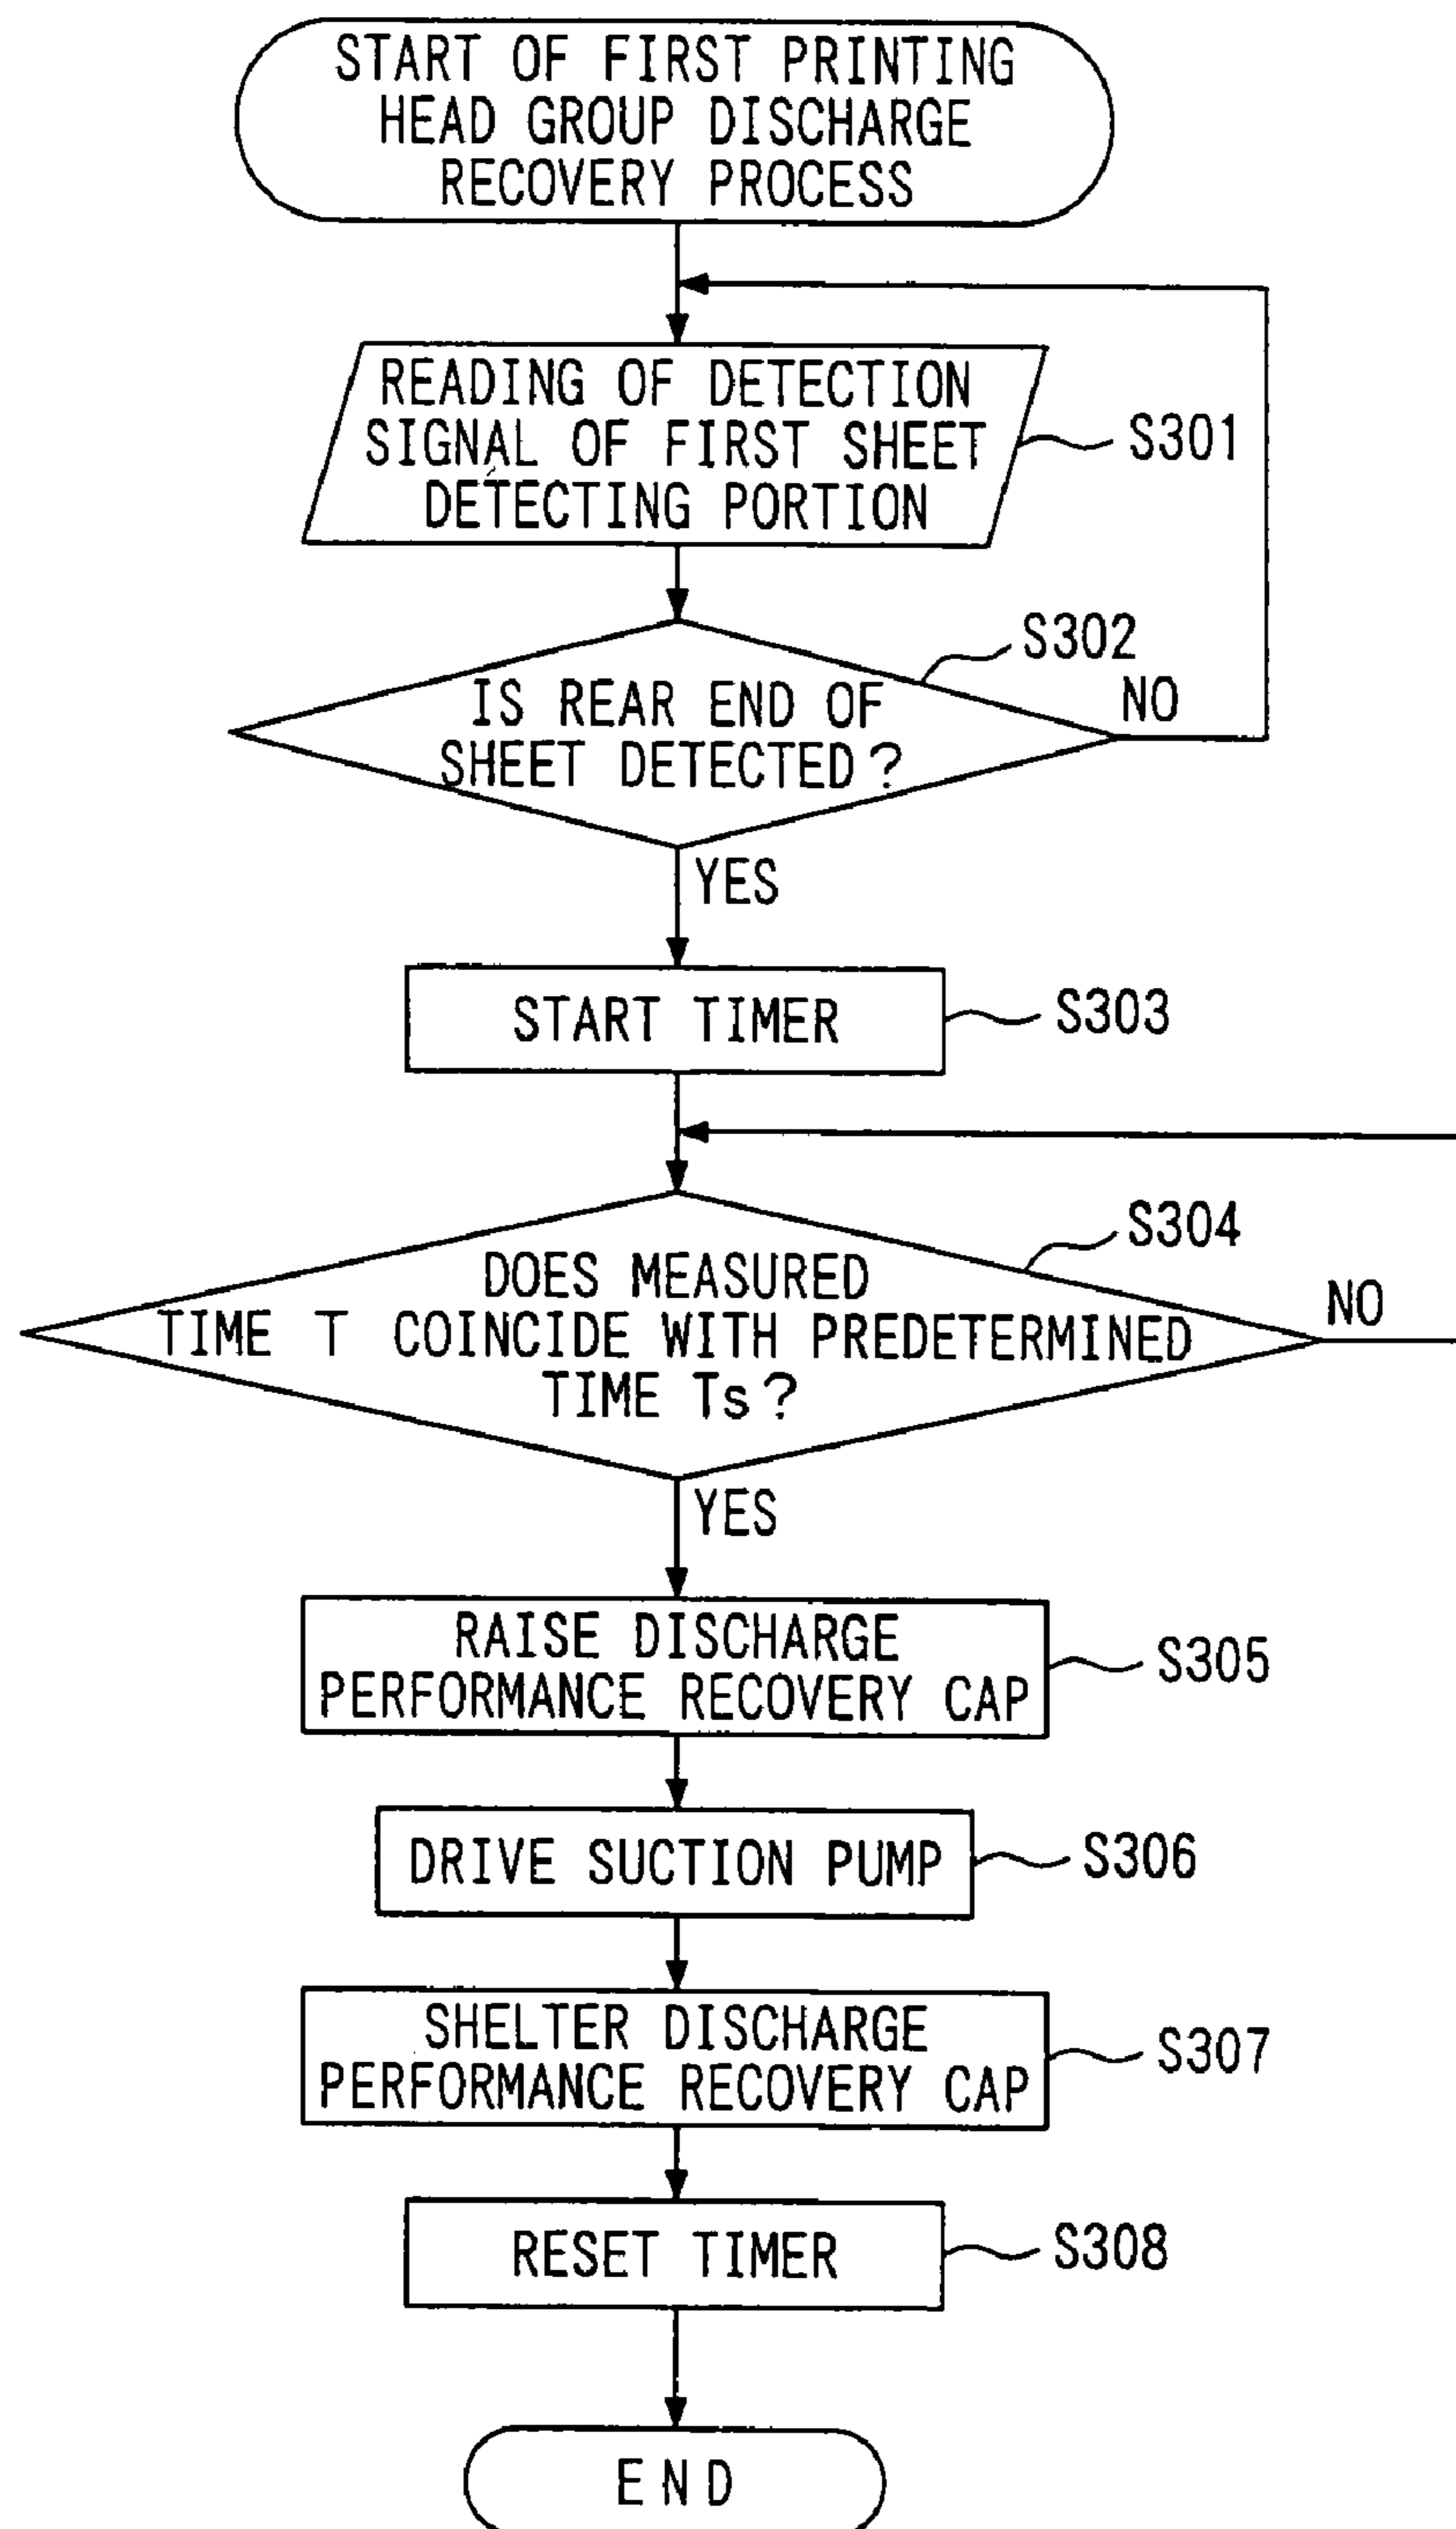 START OF FIRST PRINTING
HEAD GROUP DISCHARGE
RECOVERY PROCESS
READING OF DETECTION
SIGNAL OF FIRST SHEET
DETECTING PORTION
S301
S302
IS REAR END OF
SHEET DETECTED?
NO
YES
START TIMER
S303
S304
DOES MEASURED
TIME T COINCIDE WITH PREDETERMINED
TIME Ts?
NO
YES
RAISE DISCHARGE
PERFORMANCE RECOVERY CAP
S305
DRIVE SUCTION PUMP
S306
SHELTER DISCHARGE
PERFORMANCE RECOVERY CAP
S307
RESET TIMER
S308
END